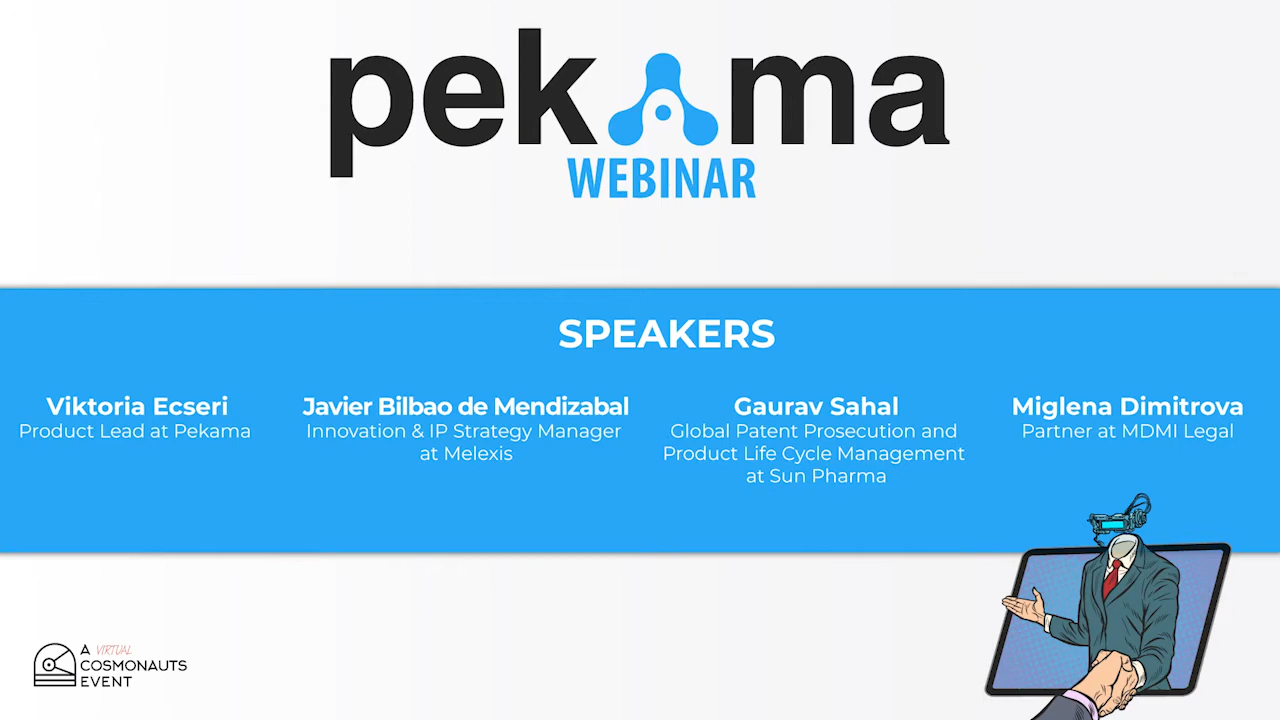 pekama
WEBINAR
SPEAKERS
Viktoria Ecseri
Product Lead at Pekama
Javier Bilbao de Mendizabal
Innovation & IP Strategy Manager
at Melexis
Gaurav Sahal
Global Patent Prosecution and
Product Life Cycle Management
at Sun Pharma
Miglena Dimitrova
Partner at MDMI Legal
A VIRTUAL
COSMONAUTS
EVENT